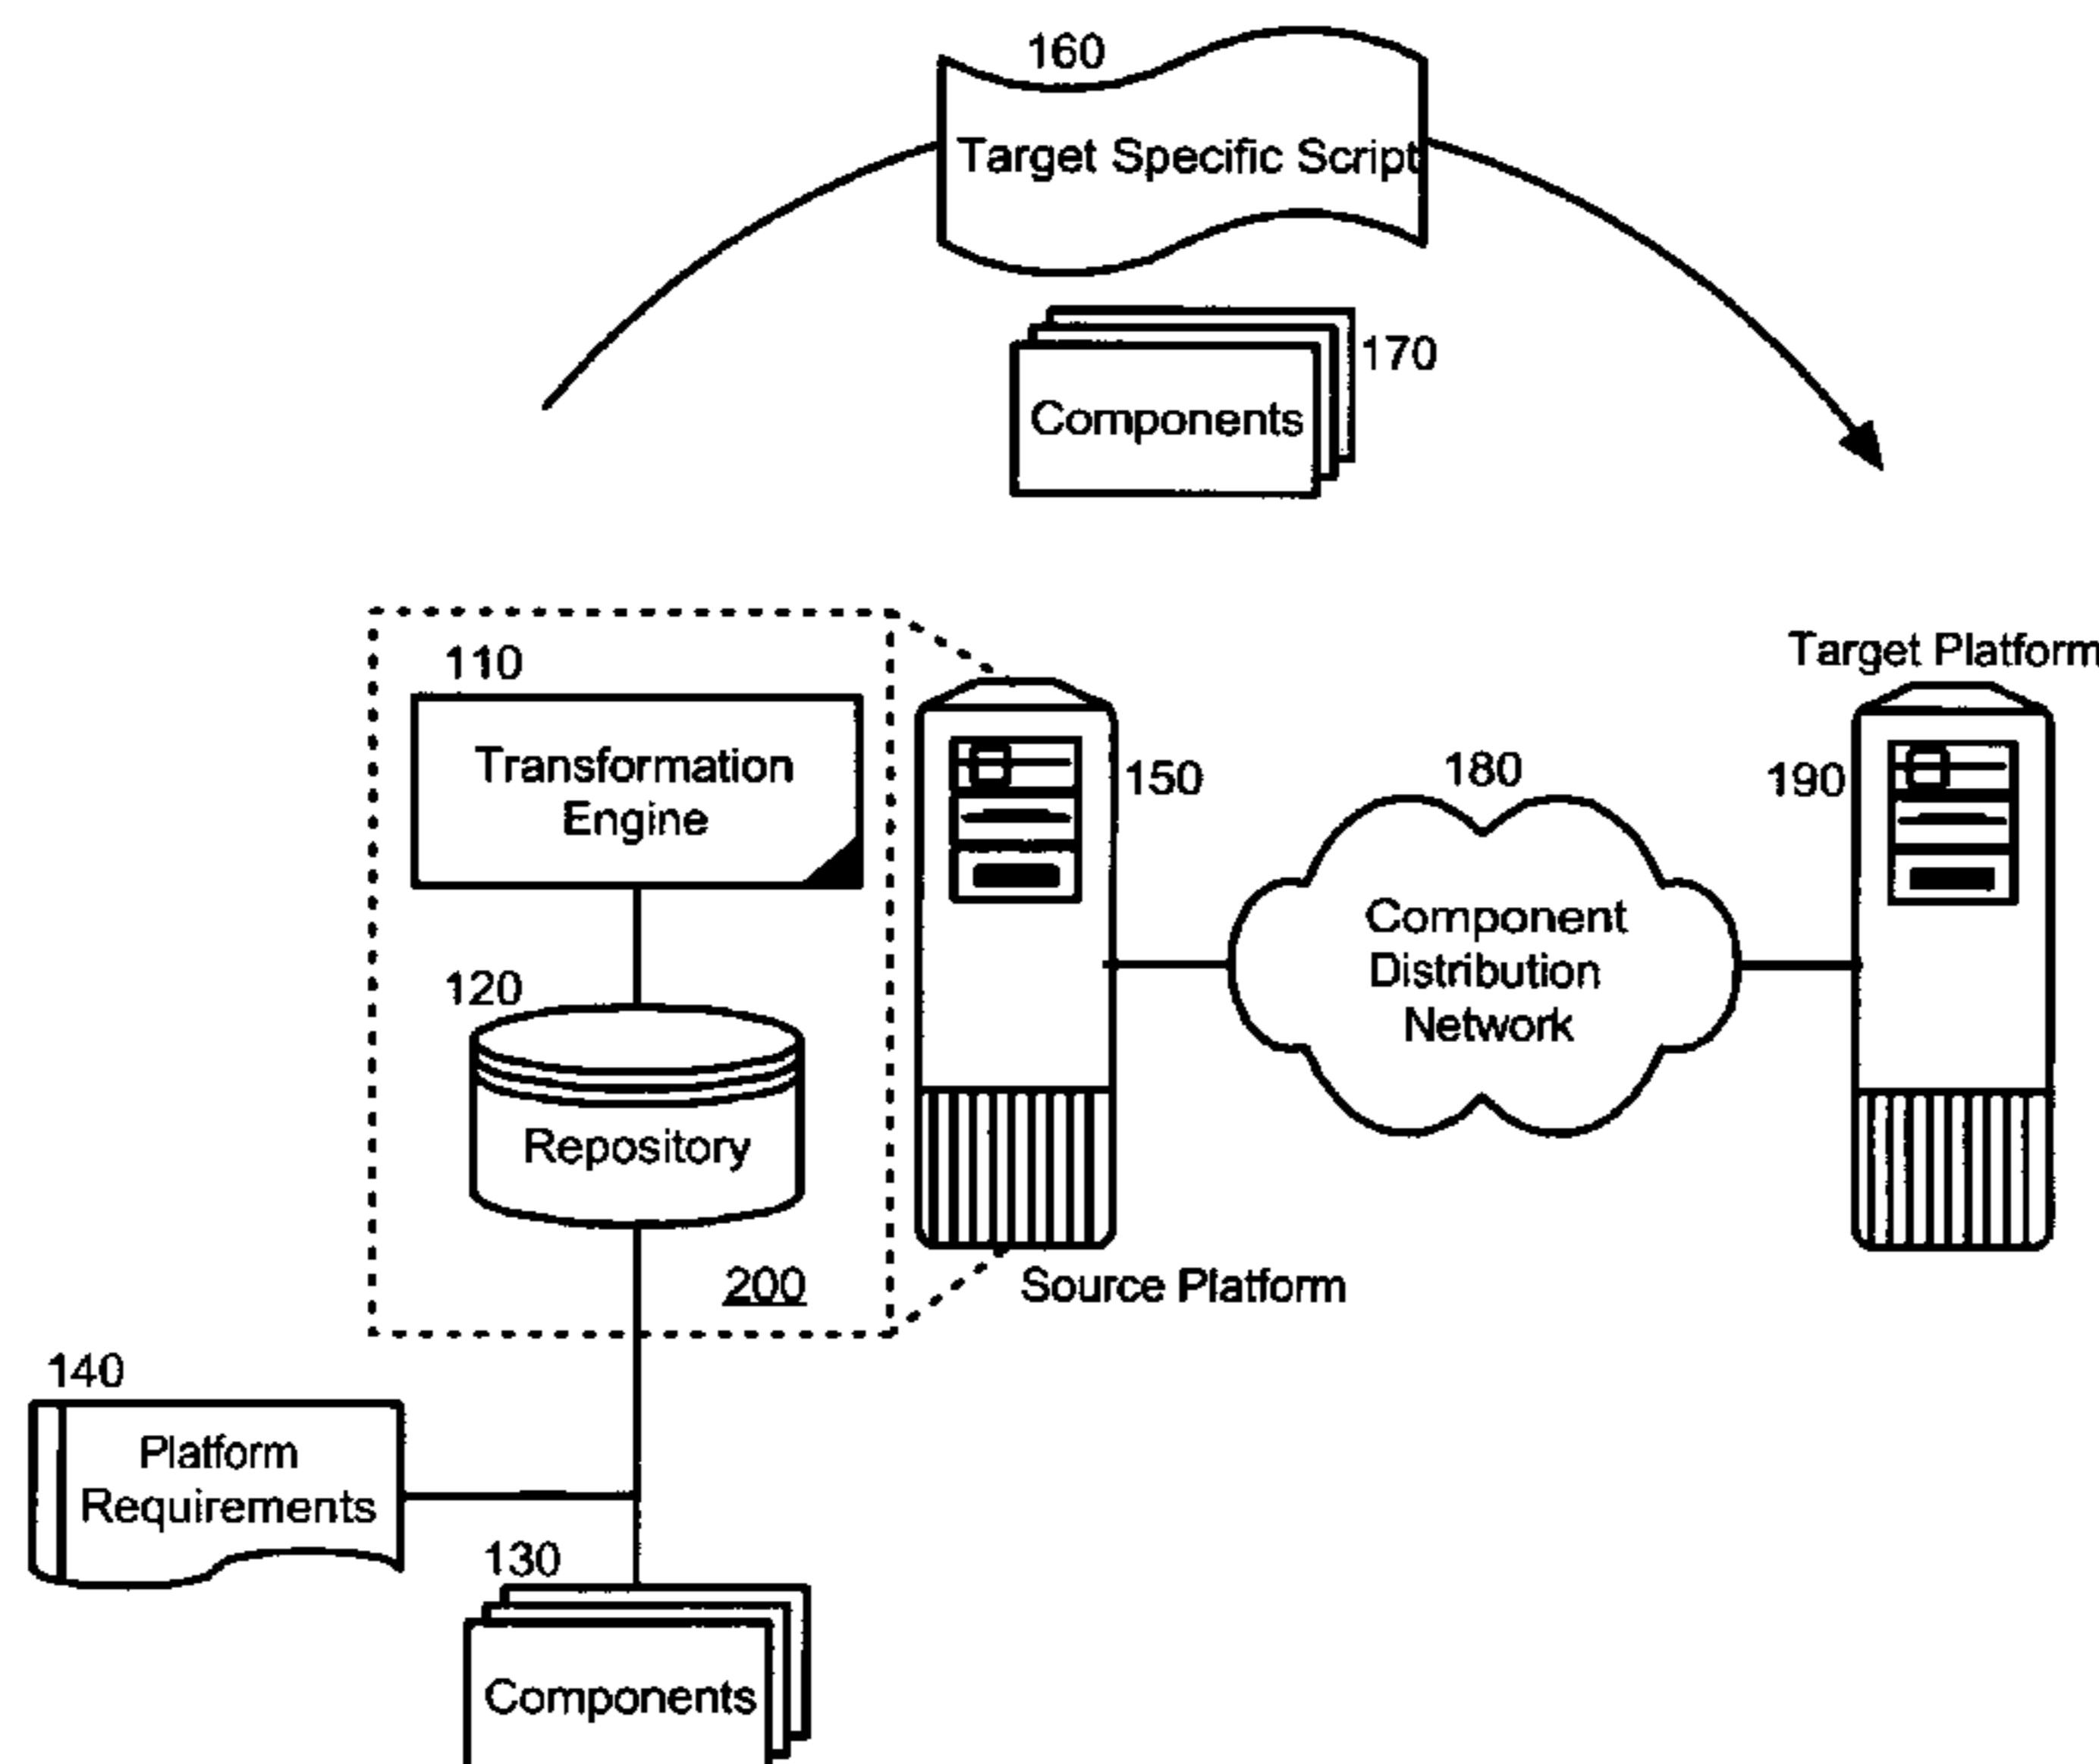 160
Target Specific Script
170
Components
110
Transformation
Engine
120
Repository
200
150
Source Platform
180
Component
Distribution
Network
Target Platform
190
140
Platform
Requirements
130
Components